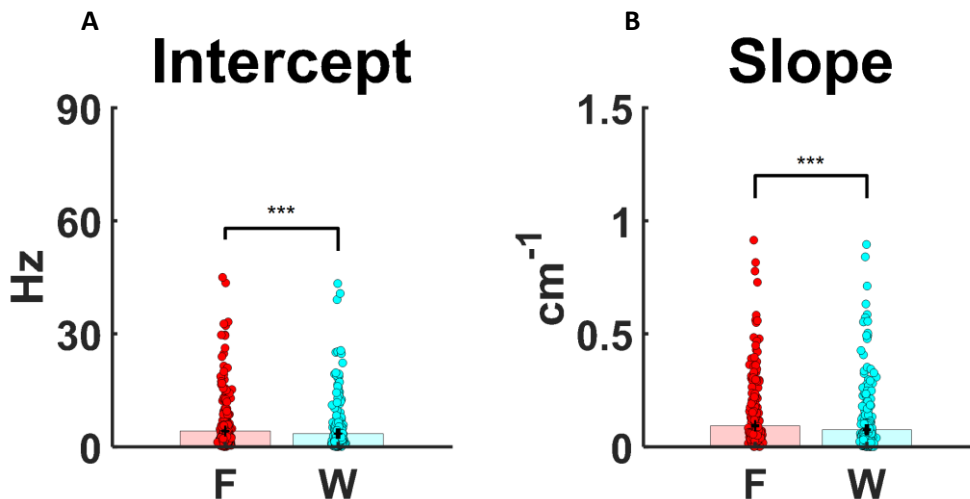 A
Intercept
Hz
90
60
30
0
***
F W
B
Slope
cm⁻¹
1.5
1
0.5
0
***
F W